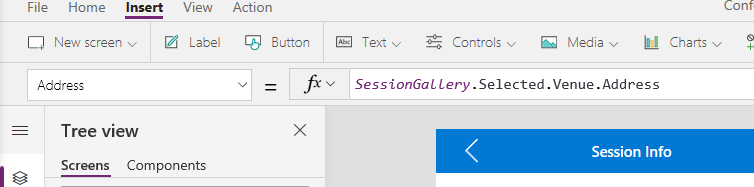 File Home Insert View Action Conf
New screen Label Button Abc Text Controls Media Charts
Address = fx SessionGallery.Selected.Venue.Address
Tree view
Session Info
Screens Components